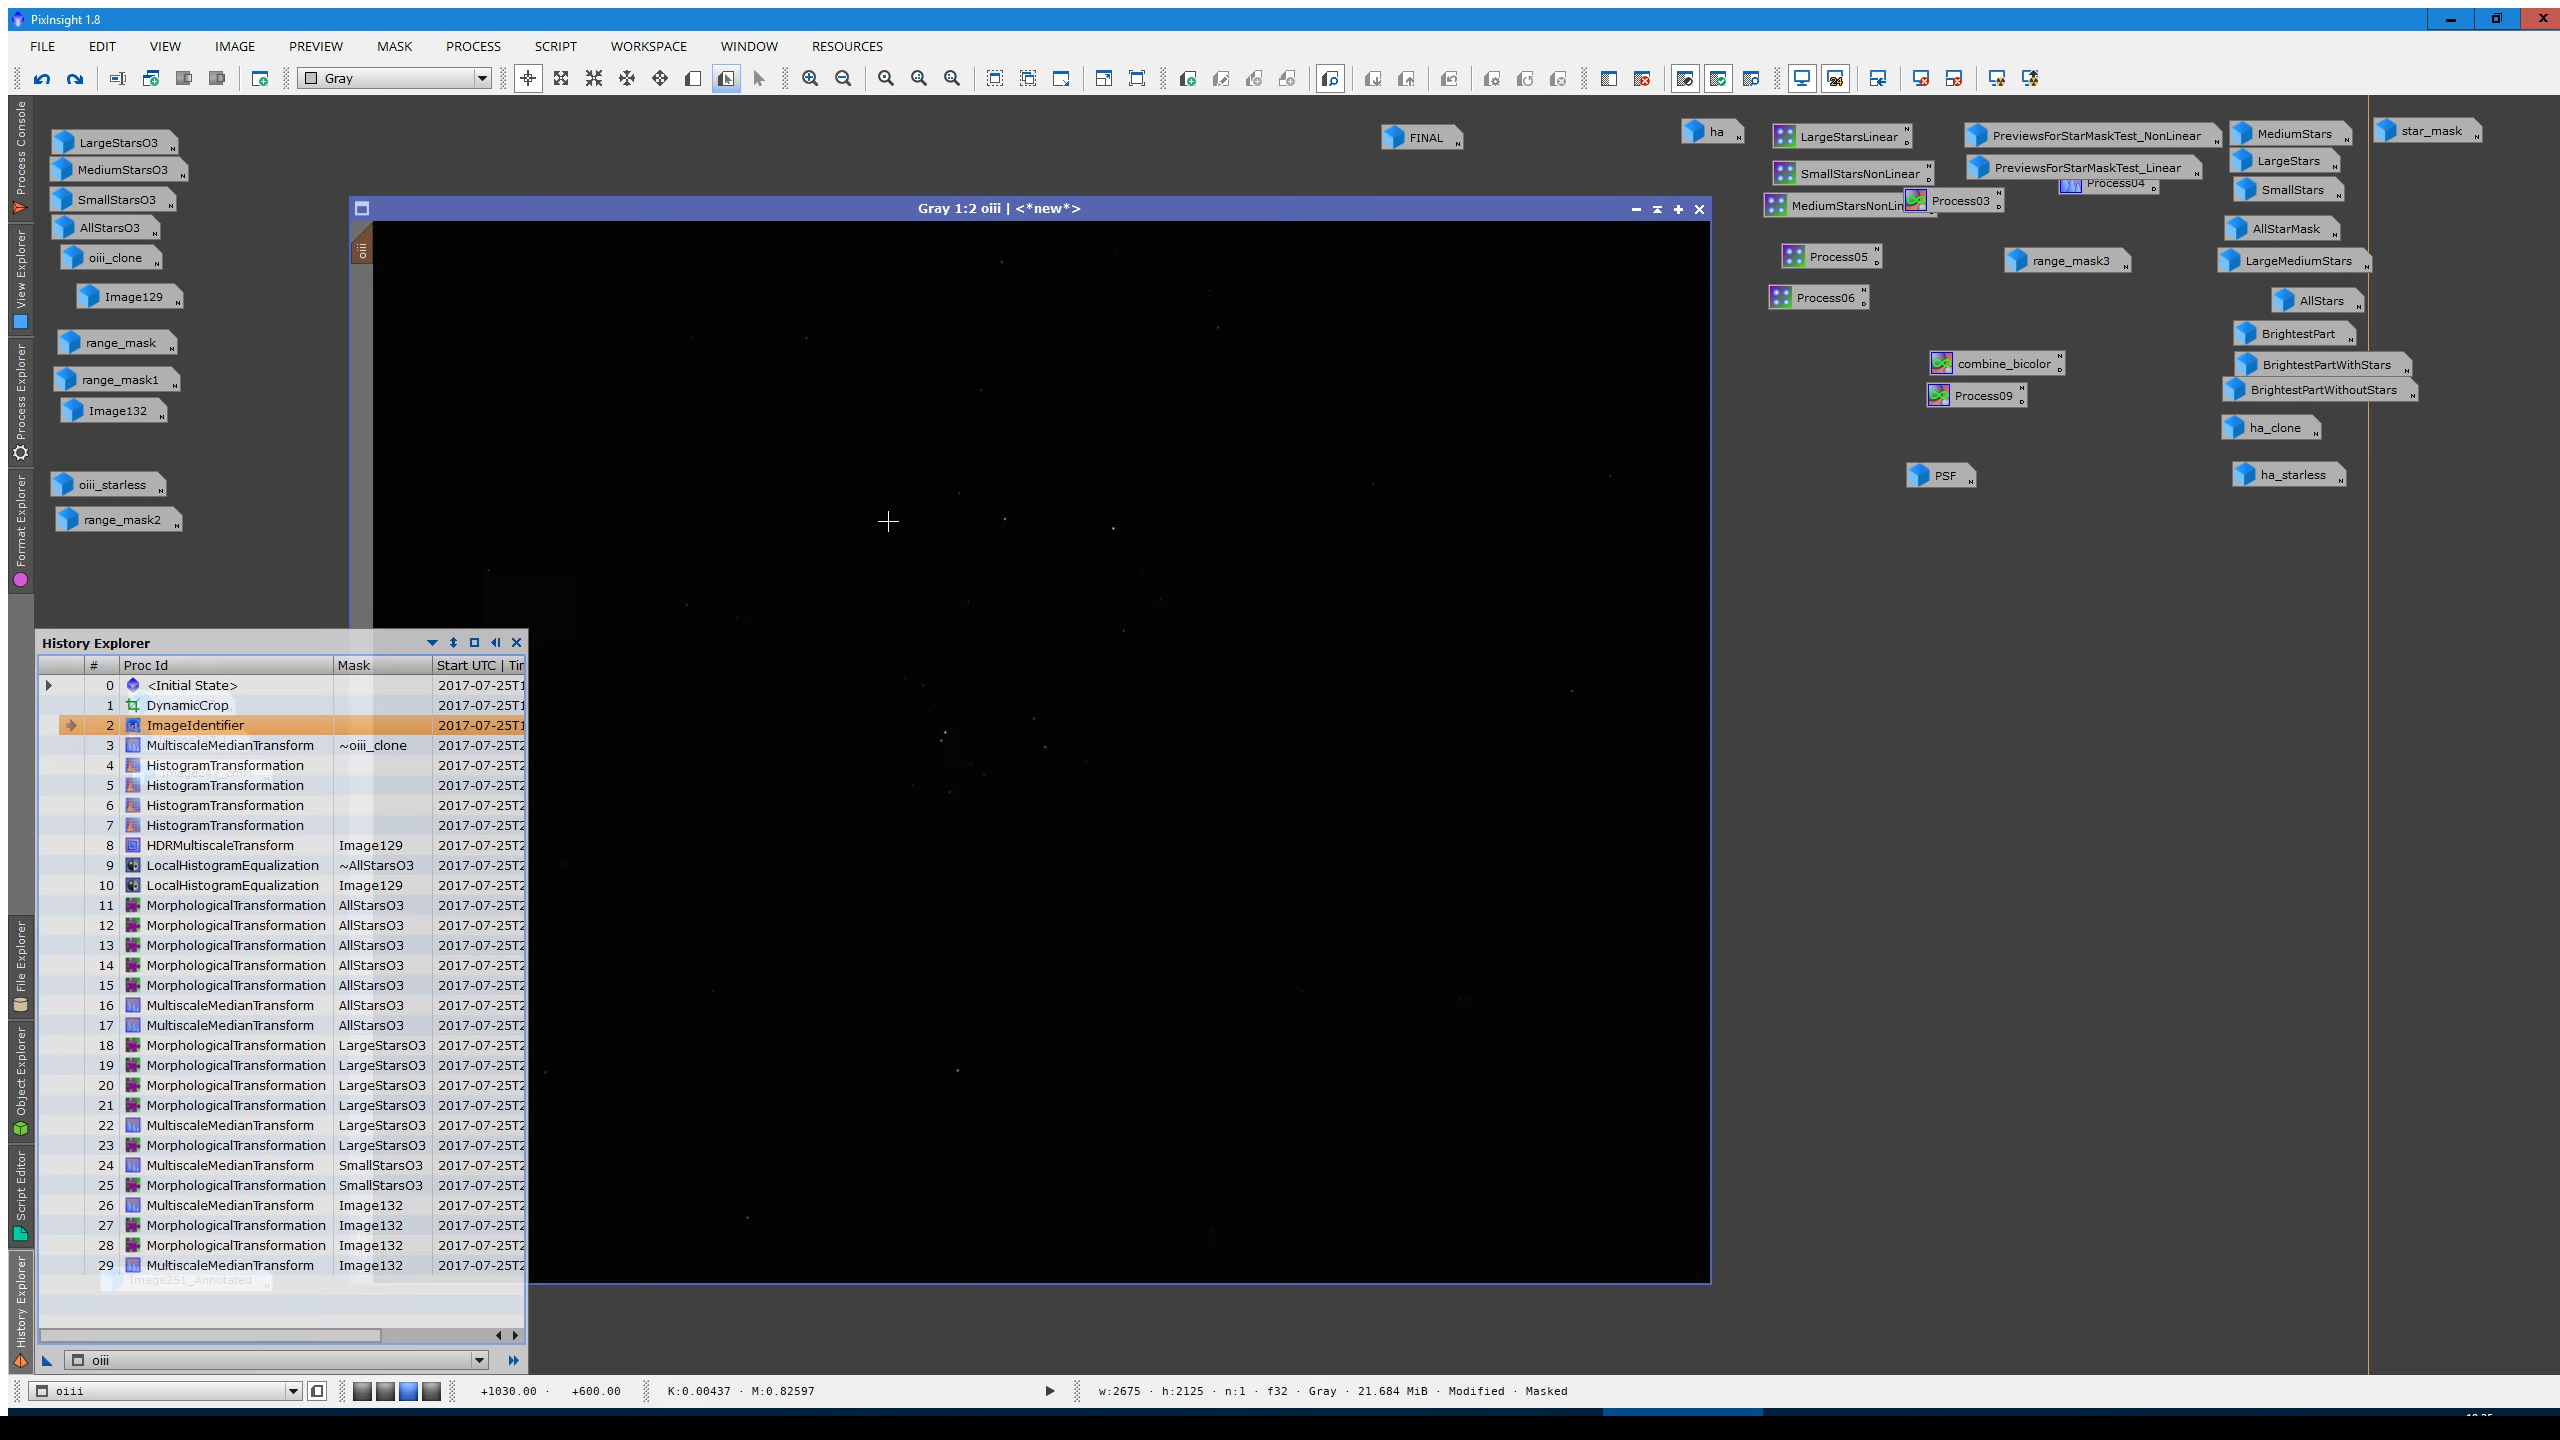 PixInsight 1.8
FILE EDIT VIEW IMAGE PREVIEW MASK PROCESS SCRIPT WORKSPACE WINDOW RESOURCES
Gray
24
Process Console
View Explorer
Process Explorer
Format Explorer
File Explorer
Object Explorer
Script Editor
History Explorer
LargeStarsO3
MediumStarsO3
SmallStarsO3
AllStarsO3
oiii_clone
Image129
range_mask
range_mask1
Image132
oiii_starless
range_mask2
FINAL
ha
LargeStarsLinear
SmallStarsNonLinear
MediumStarsNonLin
Process03
Process04
Process05
Process06
PreviewsForStarMaskTest_NonLinear
PreviewsForStarMaskTest_Linear
range_mask3
combine_bicolor
Process09
PSF
MediumStars
LargeStars
SmallStars
AllStarMask
LargeMediumStars
AllStars
BrightestPart
BrightestPartWithStars
BrightestPartWithoutStars
ha_clone
ha_starless
star_mask
Gray 1:2 oiii | <*new*>
oiii
History Explorer
# Proc Id Mask Start UTC | Tir
0 <Initial State> 2017-07-25T1
1 DynamicCrop 2017-07-25T1
2 ImageIdentifier 2017-07-25T1
3 MultiscaleMedianTransform ~oiii_clone 2017-07-25T2
4 HistogramTransformation 2017-07-25T2
5 HistogramTransformation 2017-07-25T2
6 HistogramTransformation 2017-07-25T2
7 HistogramTransformation 2017-07-25T2
8 HDRMultiscaleTransform Image129 2017-07-25T2
9 LocalHistogramEqualization ~AllStarsO3 2017-07-25T2
10 LocalHistogramEqualization Image129 2017-07-25T2
11 MorphologicalTransformation AllStarsO3 2017-07-25T2
12 MorphologicalTransformation AllStarsO3 2017-07-25T2
13 MorphologicalTransformation AllStarsO3 2017-07-25T2
14 MorphologicalTransformation AllStarsO3 2017-07-25T2
15 MorphologicalTransformation AllStarsO3 2017-07-25T2
16 MultiscaleMedianTransform AllStarsO3 2017-07-25T2
17 MultiscaleMedianTransform AllStarsO3 2017-07-25T2
18 MorphologicalTransformation LargeStarsO3 2017-07-25T2
19 MorphologicalTransformation LargeStarsO3 2017-07-25T2
20 MorphologicalTransformation LargeStarsO3 2017-07-25T2
21 MorphologicalTransformation LargeStarsO3 2017-07-25T2
22 MultiscaleMedianTransform LargeStarsO3 2017-07-25T2
23 MorphologicalTransformation LargeStarsO3 2017-07-25T2
24 MultiscaleMedianTransform SmallStarsO3 2017-07-25T2
25 MorphologicalTransformation SmallStarsO3 2017-07-25T2
26 MultiscaleMedianTransform Image132 2017-07-25T2
27 MorphologicalTransformation Image132 2017-07-25T2
28 MorphologicalTransformation Image132 2017-07-25T2
29 MultiscaleMedianTransform Image132 2017-07-25T2
Image251_Annotated
oiii
oiii +1030.00 · +600.00 K:0.00437 · M:0.82597 w:2675 · h:2125 · n:1 · f32 · Gray · 21.684 MiB · Modified · Masked